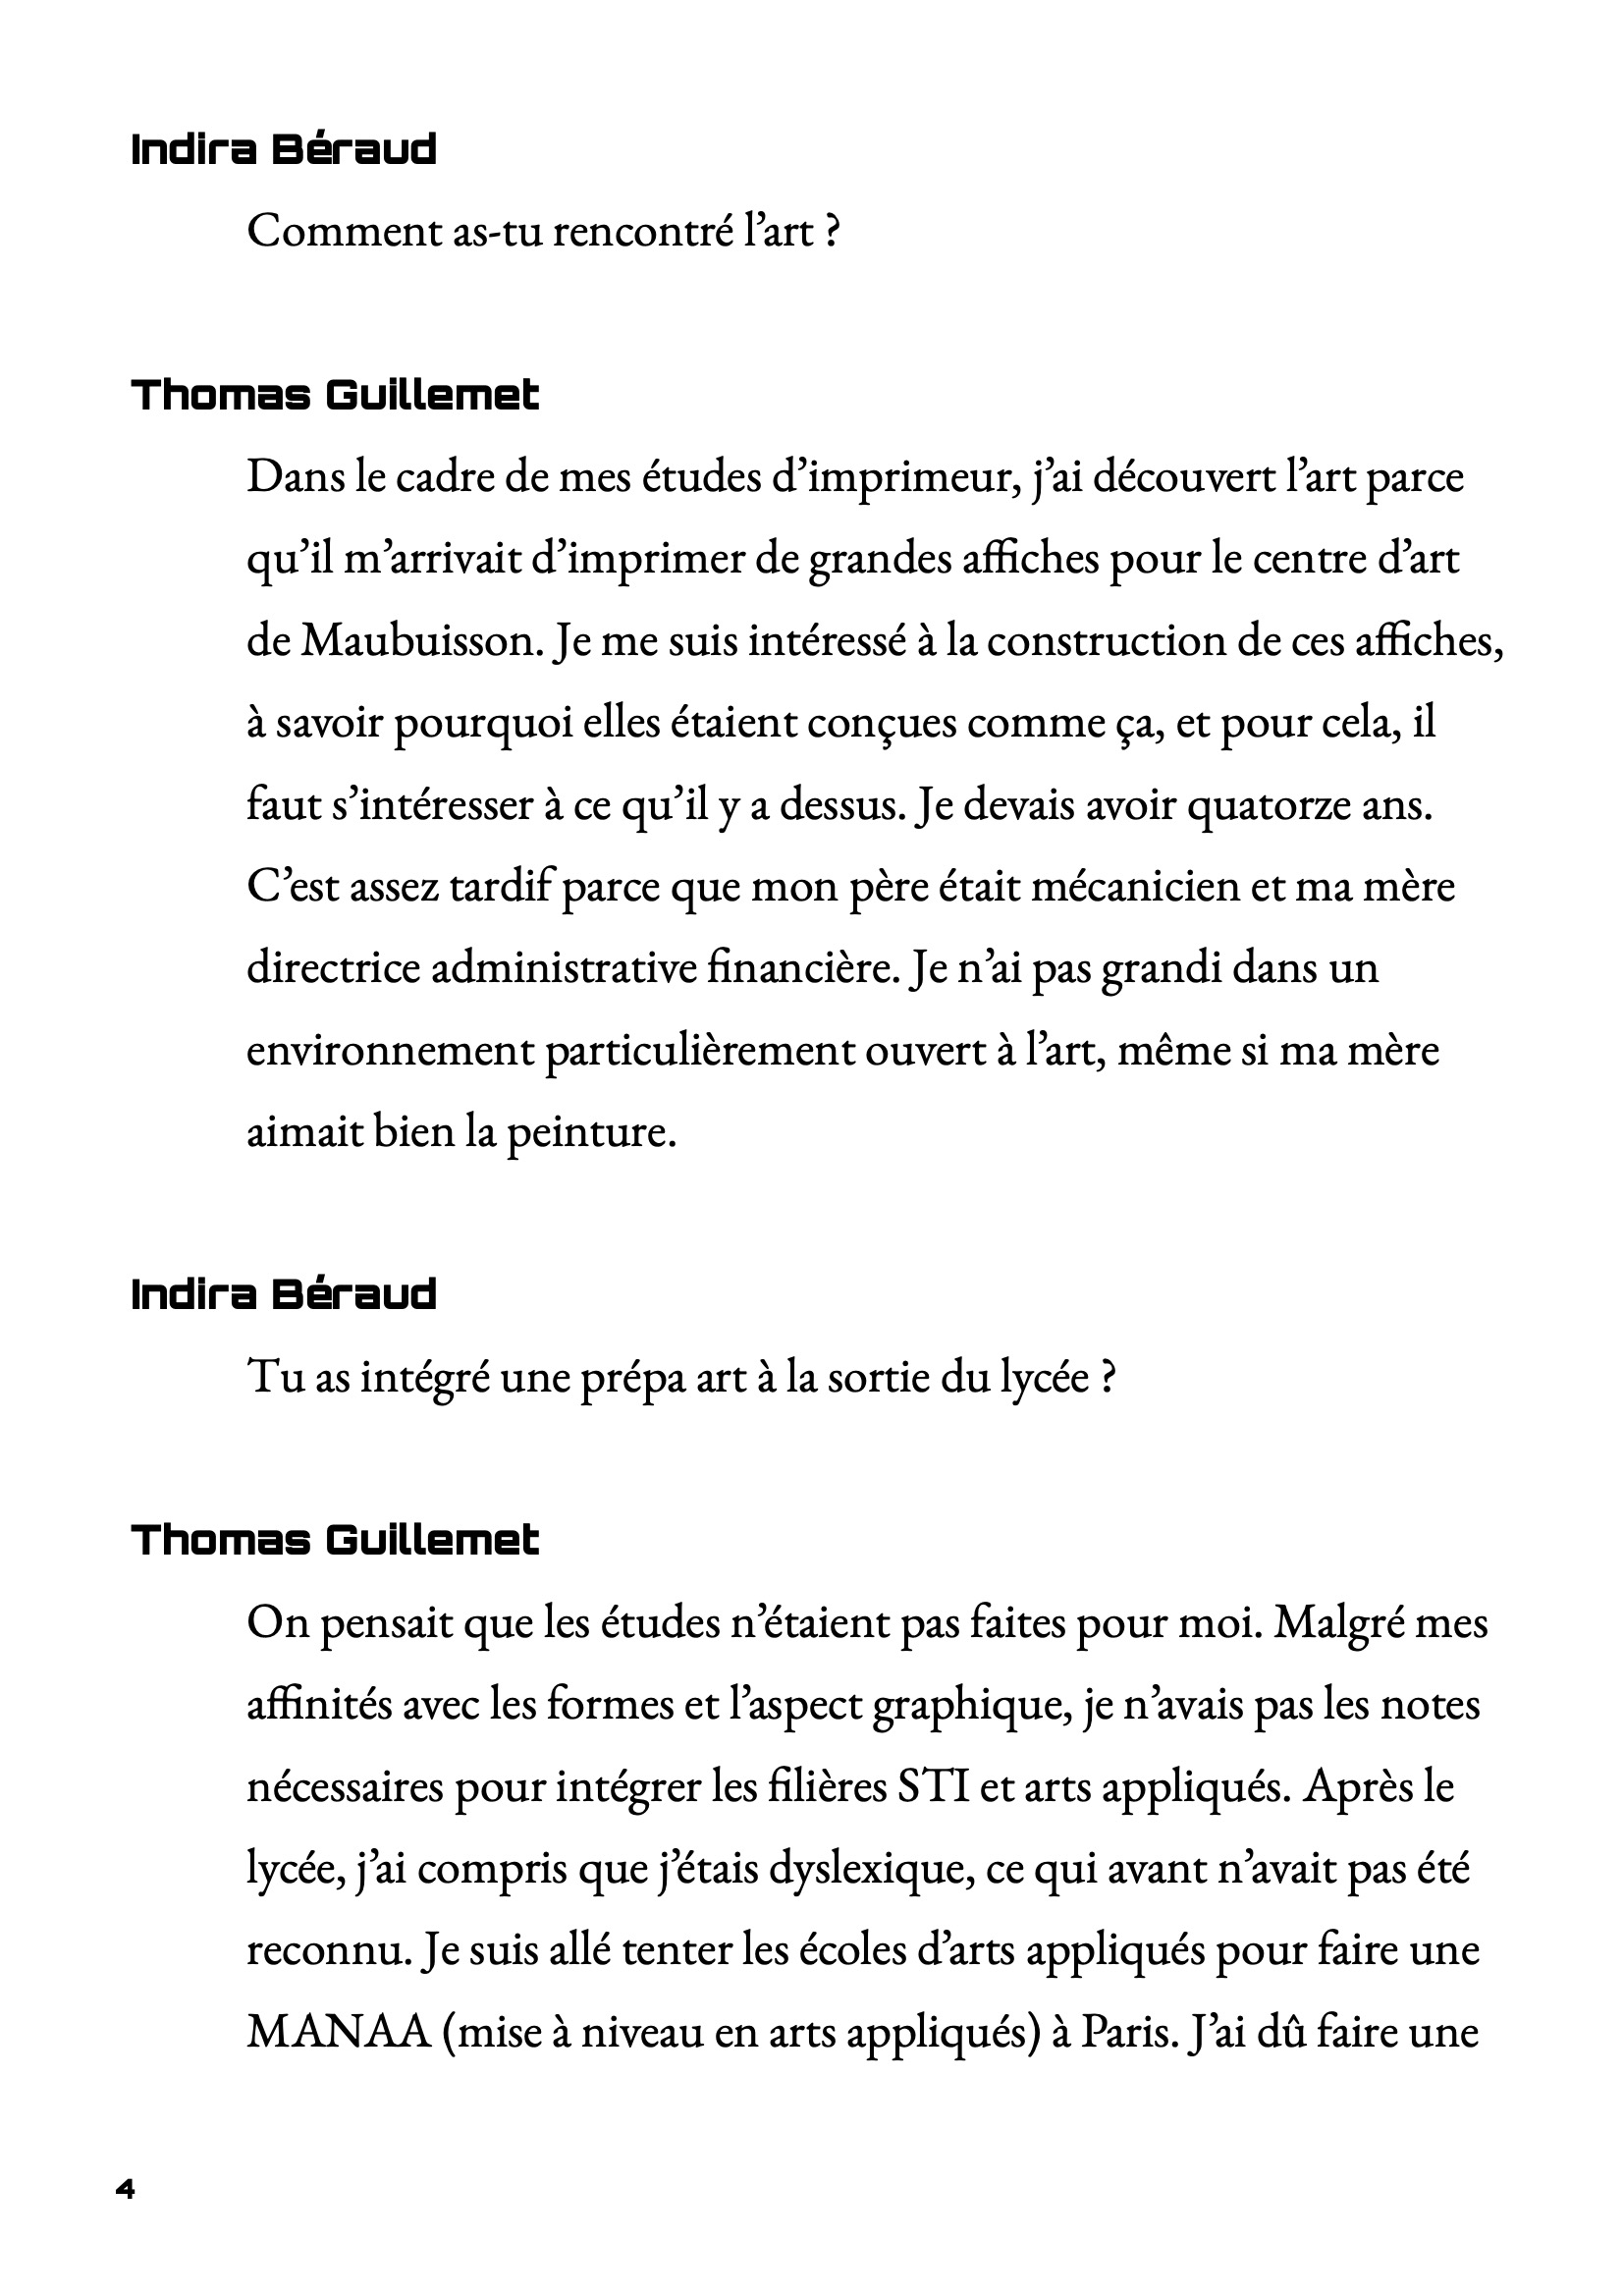 Indira Béraud
Comment as-tu rencontré l’art ?
Thomas Guillemet
Dans le cadre de mes études d’imprimeur, j’ai découvert l’art parce
qu’il m’arrivait d’imprimer de grandes affiches pour le centre d’art
de Maubuisson. Je me suis intéressé à la construction de ces affiches,
à savoir pourquoi elles étaient conçues comme ça, et pour cela, il
faut s’intéresser à ce qu’il y a dessus. Je devais avoir quatorze ans.
C’est assez tardif parce que mon père était mécanicien et ma mère
directrice administrative financière. Je n’ai pas grandi dans un
environnement particulièrement ouvert à l’art, même si ma mère
aimait bien la peinture.
Indira Béraud
Tu as intégré une prépa art à la sortie du lycée ?
Thomas Guillemet
On pensait que les études n’étaient pas faites pour moi. Malgré mes
affinités avec les formes et l’aspect graphique, je n’avais pas les notes
nécessaires pour intégrer les filières STI et arts appliqués. Après le
lycée, j’ai compris que j’étais dyslexique, ce qui avant n’avait pas été
reconnu. Je suis allé tenter les écoles d’arts appliqués pour faire une
MANAA (mise à niveau en arts appliqués) à Paris. J’ai dû faire une
4